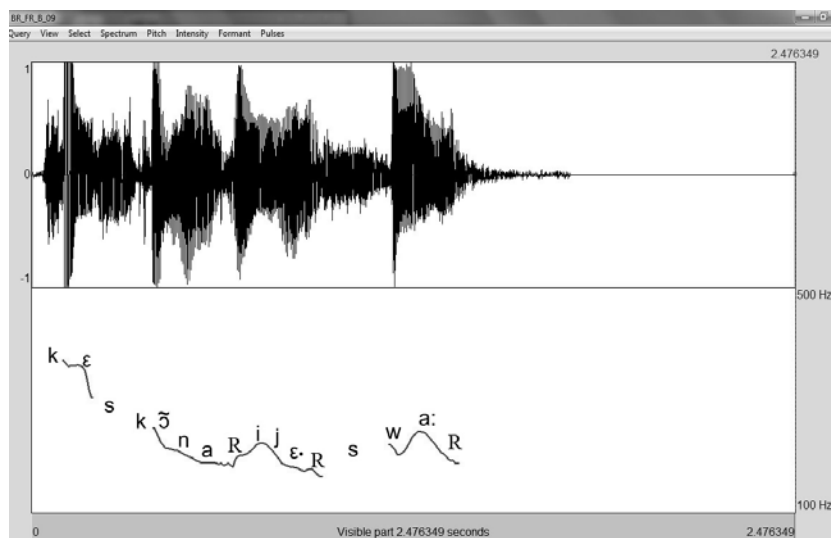 BR_FR_B_09
Query View Select Spectrum Pitch Intensity Formant Pulses
2.476349
1
0
-1
500 Hz
k ɛ s k ɔ̃ n a R i j ɛ· R s w aː R
100 Hz
0 Visible part 2.476349 seconds 2.476349